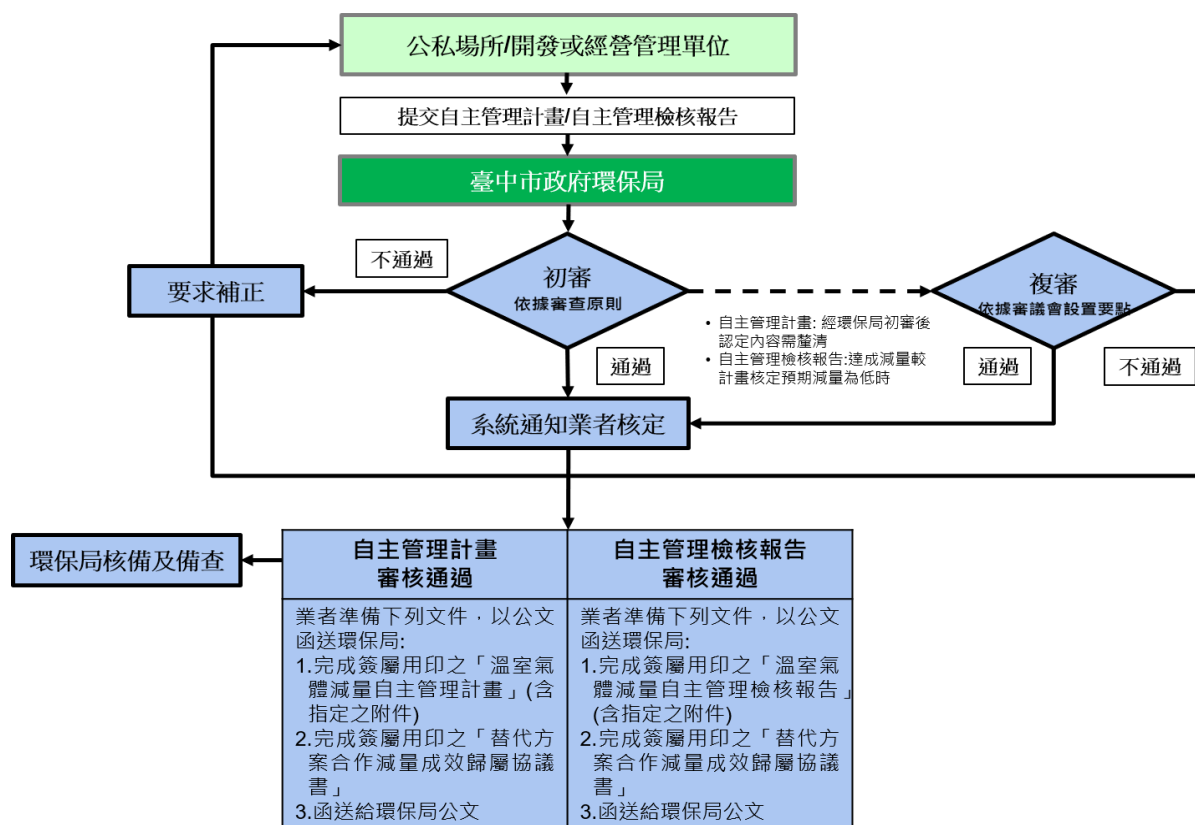 公私場所/開發或經營管理單位
提交自主管理計畫/自主管理檢核報告
臺中市政府環保局
不通過
要求補正
初審
依據審查原則
複審
依據審議會設置要點
• 自主管理計畫: 經環保局初審後
認定內容需釐清
• 自主管理檢核報告:達成減量較
計畫核定預期減量為低時
通過
通過
不通過
系統通知業者核定
環保局核備及備查
自主管理計畫
審核通過
業者準備下列文件，以公文
函送環保局:
1.完成簽屬用印之「溫室氣
體減量自主管理計畫」(含
指定之附件)
2.完成簽屬用印之「替代方
案合作減量成效歸屬協議
書」
3.函送給環保局公文
自主管理檢核報告
審核通過
業者準備下列文件，以公文
函送環保局:
1.完成簽屬用印之「溫室氣
體減量自主管理檢核報告」
(含指定之附件)
2.完成簽屬用印之「替代方
案合作減量成效歸屬協議
書」
3.函送給環保局公文